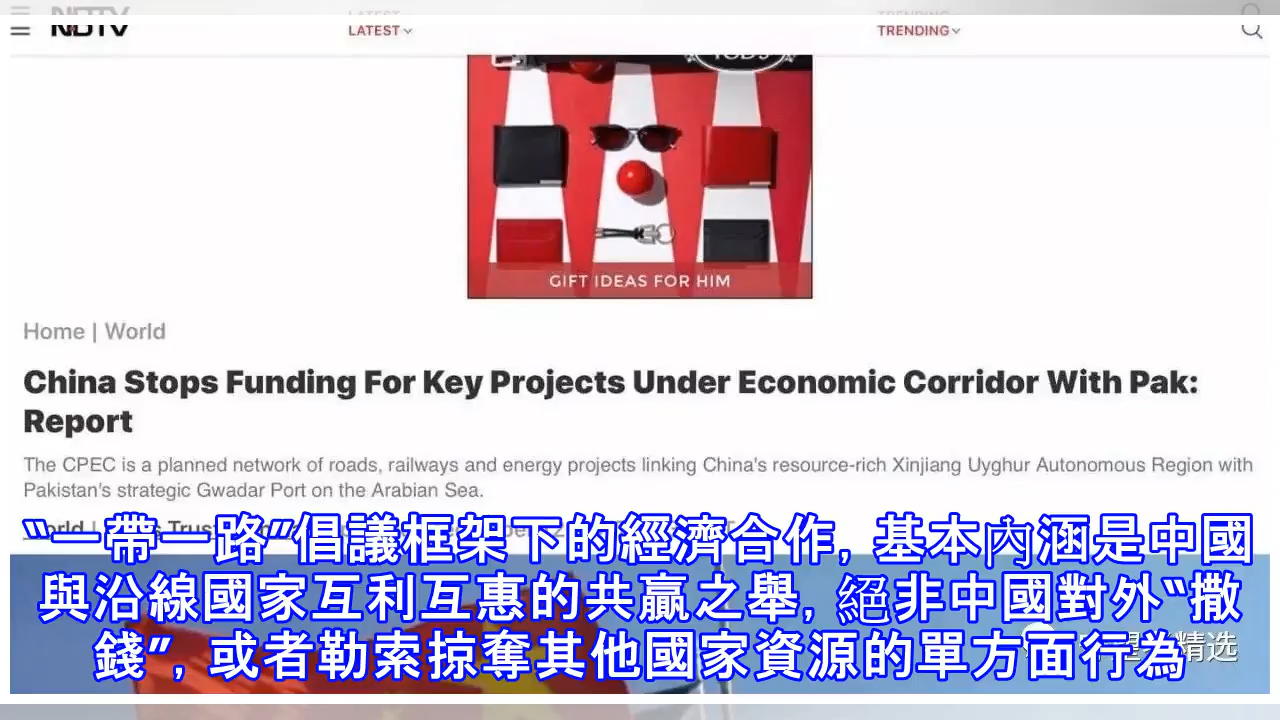 NDTV
LATEST
TRENDING
TOD'S
GIFT IDEAS FOR HIM
Home | World
China Stops Funding For Key Projects Under Economic Corridor With Pak:
Report
The CPEC is a planned network of roads, railways and energy projects linking China's resource-rich Xinjiang Uyghur Autonomous Region with
Pakistan's strategic Gwadar Port on the Arabian Sea.
“一帶一路”倡議框架下的經濟合作, 基本內涵是中國
與沿線國家互利互惠的共贏之舉, 絕非中國對外“撒
錢”, 或者勒索掠奪其他國家資源的單方面行為
精选